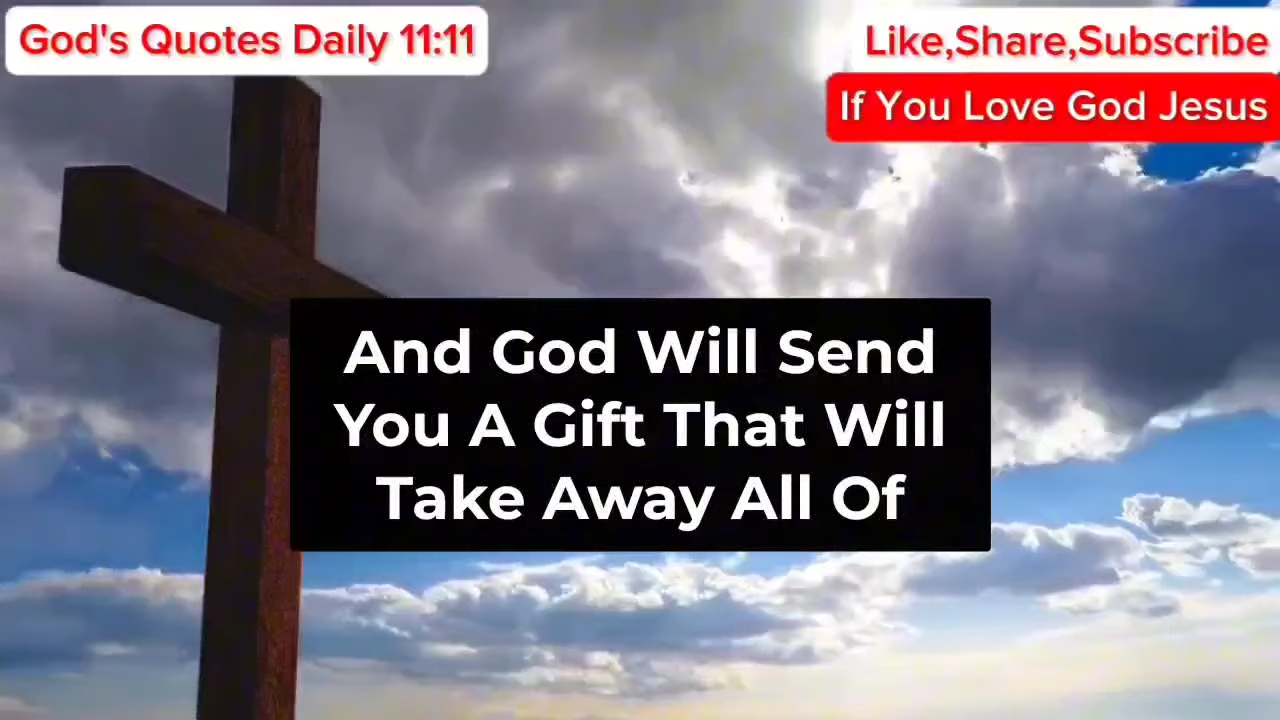 God's Quotes Daily 11:11
Like,Share,Subscribe
If You Love God Jesus
And God Will Send
You A Gift That Will
Take Away All Of